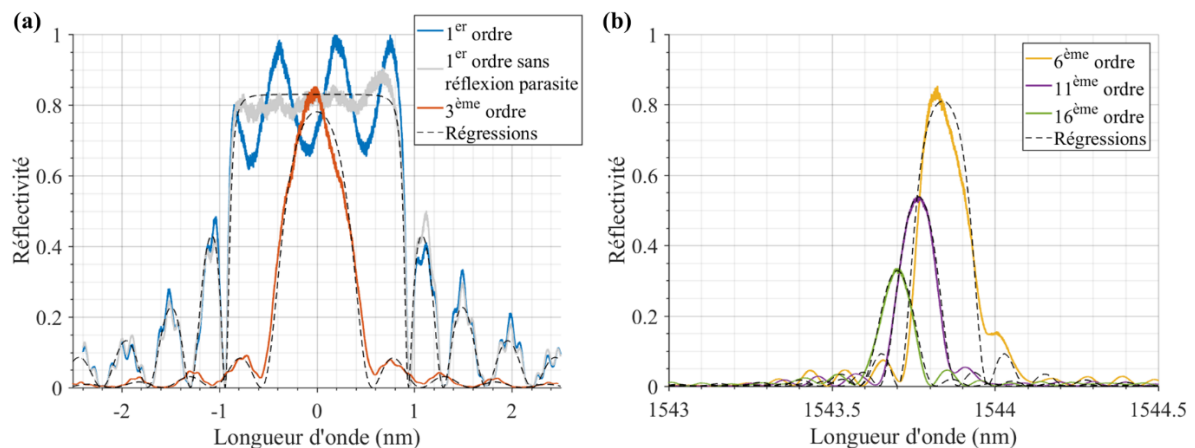 (a)
1
0.8
0.6
0.4
0.2
0
Réflectivité
-2
-1
0
1
2
Longueur d'onde (nm)
1er ordre
1er ordre sans
réflexion parasite
3ème ordre
Régressions
(b)
1
0.8
0.6
0.4
0.2
0
Réflectivité
1543
1543.5
1544
1544.5
Longueur d'onde (nm)
6ème ordre
11ème ordre
16ème ordre
Régressions